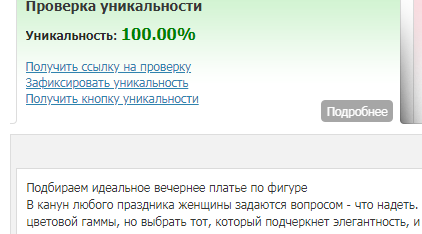 Проверка уникальности
Уникальность: 100.00%
Получить ссылку на проверку
Зафиксировать уникальность
Получить кнопку уникальности
Подробнее
Подбираем идеальное вечернее платье по фигуре
В канун любого праздника женщины задаются вопросом - что надеть.
цветовой гаммы, но выбрать тот, который подчеркнет элегантность, и